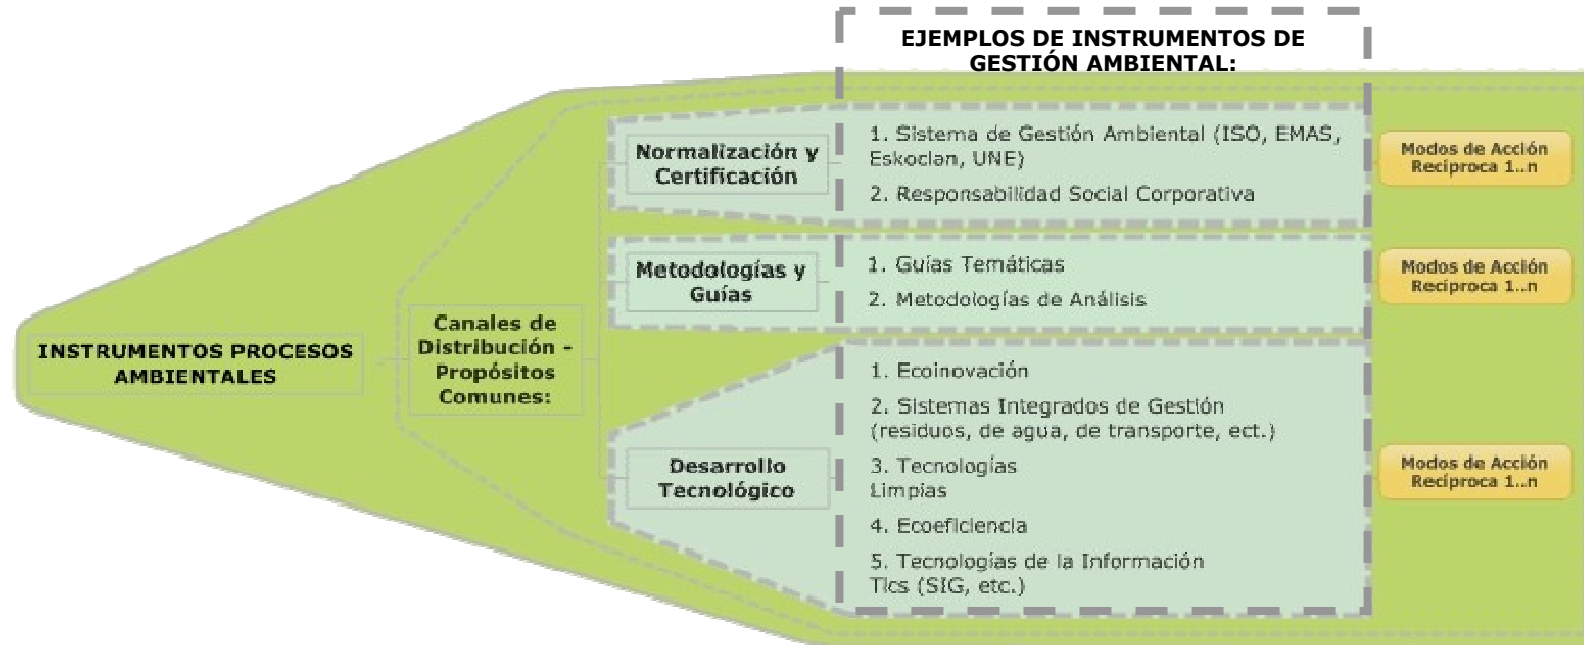 EJEMPLOS DE INSTRUMENTOS DE
GESTIÓN AMBIENTAL:
INSTRUMENTOS PROCESOS
AMBIENTALES
Canales de
Distribución -
Propósitos
Comunes:
Normalización y
Certificación
1. Sistema de Gestión Ambiental (ISO, EMAS,
Eskocian, UNE)
2. Responsabilidad Social Corporativa
Modos de Acción
Recíproca 1..n
Metodologías y
Guías
1. Guías Temáticas
2. Metodologías de Análisis
Modos de Acción
Recíproca 1..n
Desarrollo
Tecnológico
1. Ecoinovación
2. Sistemas Integrados de Gestión
(residuos, de agua, de transporte, ect.)
3. Tecnologías
Limpias
4. Ecoeficiencia
5. Tecnologías de la Información
Tics (SIG, etc.)
Modos de Acción
Recíproca 1..n